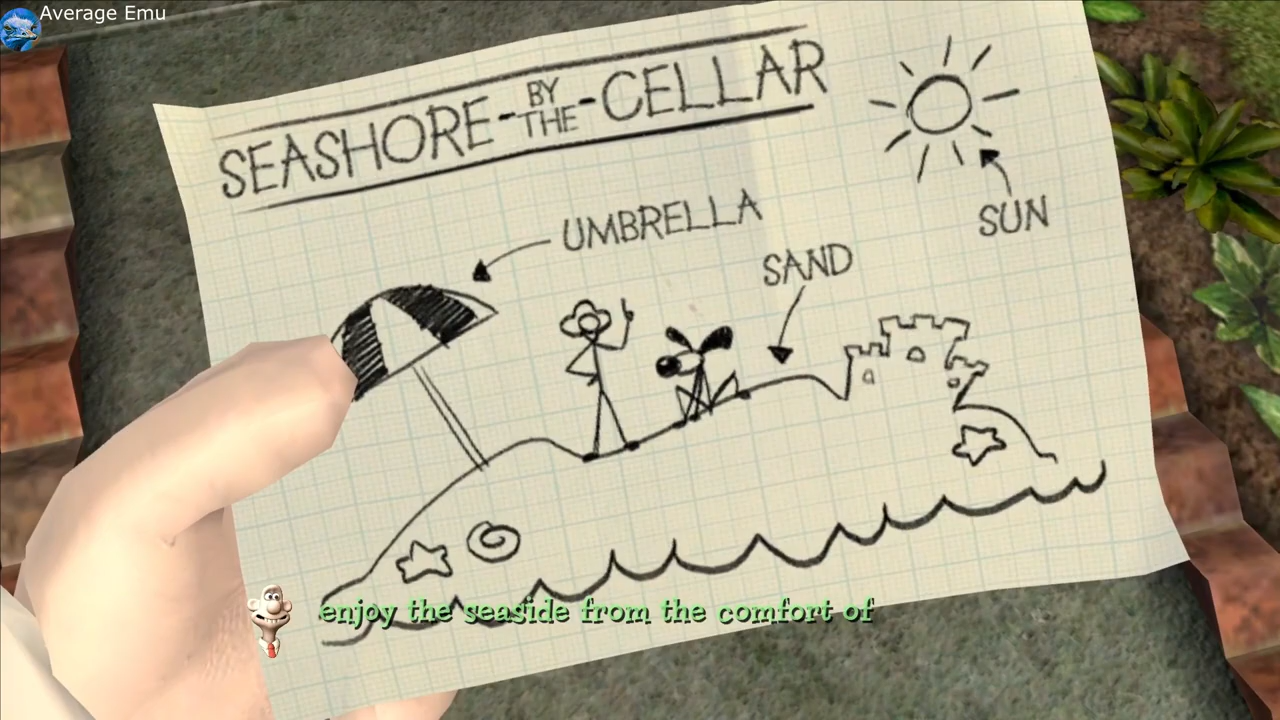 Average Emu
SEASHORE-BY THE-CELLAR
SUN
UMBRELLA
SAND
enjoy the seaside from the comfort of